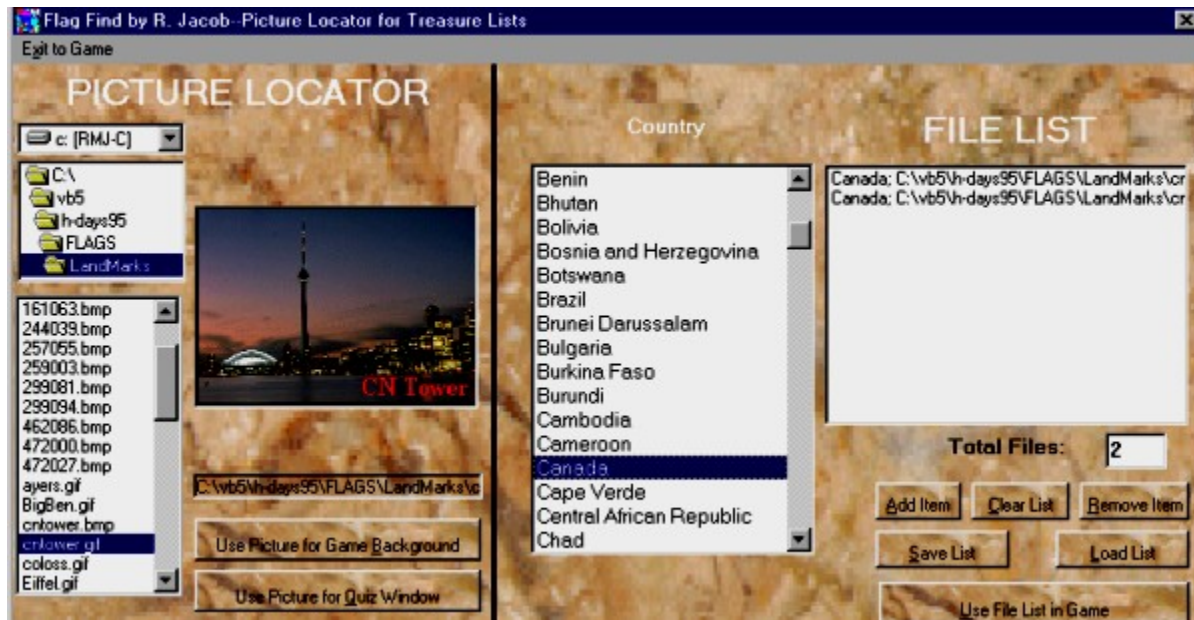 Flag Find by R. Jacob--Picture Locator for Treasure Lists
Exit to Game
PICTURE LOCATOR
c: [RMJ-C]
C:\
vb5
h-days95
FLAGS
LandMarks
161063.bmp
244039.bmp
257055.bmp
259003.bmp
299081.bmp
299094.bmp
462086.bmp
472000.bmp
472027.bmp
ayers.gif
BigBen.gif
cntower.bmp
cntower.gif
coloss.gif
Eiffel.gif
CN Tower
C:\vb5\h-days95\FLAGS\LandMarks\c
Use Picture for Game Background
Use Picture for Quiz Window
Country
Benin
Bhutan
Bolivia
Bosnia and Herzegovina
Botswana
Brazil
Brunei Darussalam
Bulgaria
Burkina Faso
Burundi
Cambodia
Cameroon
Canada
Cape Verde
Central African Republic
Chad
FILE LIST
Canada; C:\vb5\h-days95\FLAGS\LandMarks\cr
Canada; C:\vb5\h-days95\FLAGS\LandMarks\cr
Total Files: 2
Add Item Clear List Remove Item
Save List Load List
Use File List in Game